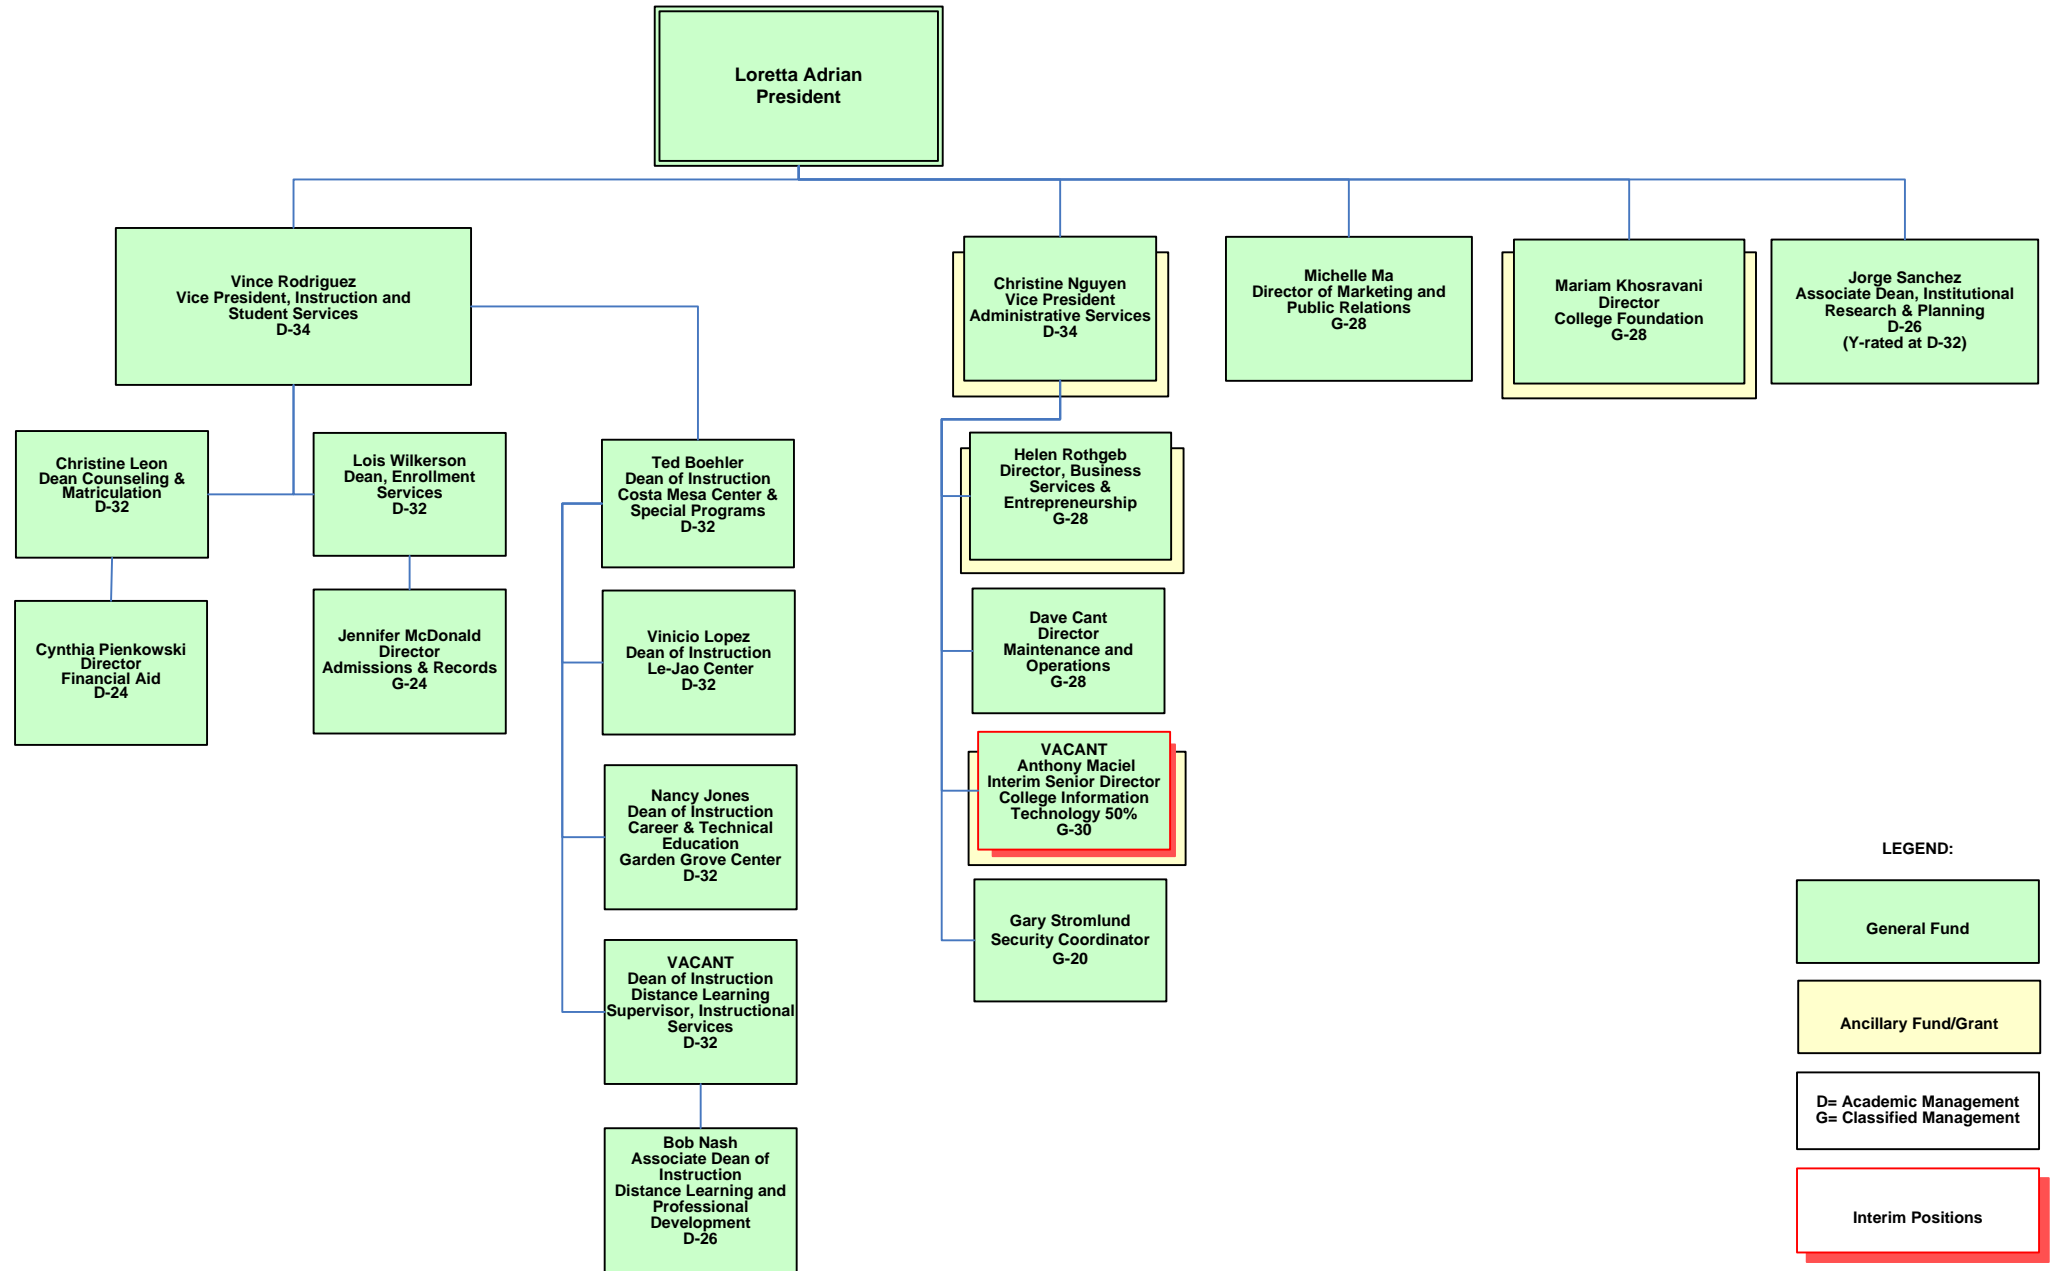 Loretta Adrian
President
Vince Rodriguez
Vice President, Instruction and
Student Services
D-34
Christine Nguyen
Vice President
Administrative Services
D-34
Michelle Ma
Director of Marketing and
Public Relations
G-28
Mariam Khosravani
Director
College Foundation
G-28
Jorge Sanchez
Associate Dean, Institutional
Research & Planning
D-26
(Y-rated at D-32)
Christine Leon
Dean Counseling &
Matriculation
D-32
Lois Wilkerson
Dean, Enrollment
Services
D-32
Ted Boehler
Dean of Instruction
Costa Mesa Center &
Special Programs
D-32
Helen Rothgeb
Director, Business
Services &
Entrepreneurship
G-28
Cynthia Pienkowski
Director
Financial Aid
D-24
Jennifer McDonald
Director
Admissions & Records
G-24
Vinicio Lopez
Dean of Instruction
Le-Jao Center
D-32
Dave Cant
Director
Maintenance and
Operations
G-28
Nancy Jones
Dean of Instruction
Career & Technical
Education
Garden Grove Center
D-32
VACANT
Anthony Maciel
Interim Senior Director
College Information
Technology 50%
G-30
VACANT
Dean of Instruction
Distance Learning
Supervisor, Instructional
Services
D-32
Gary Stromlund
Security Coordinator
G-20
Bob Nash
Associate Dean of
Instruction
Distance Learning and
Professional
Development
D-26
LEGEND:
General Fund
Ancillary Fund/Grant
D= Academic Management
G= Classified Management
Interim Positions